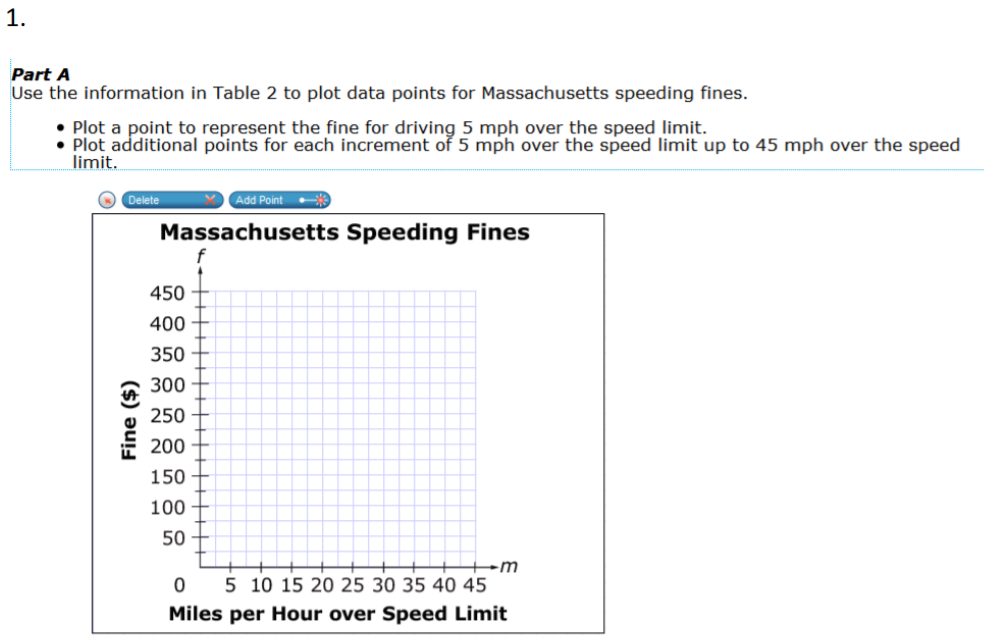 1.
Part A
Use the information in Table 2 to plot data points for Massachusetts speeding fines.
• Plot a point to represent the fine for driving 5 mph over the speed limit.
• Plot additional points for each increment of 5 mph over the speed limit up to 45 mph over the speed
limit.
Delete Add Point
Massachusetts Speeding Fines
f
450
400
350
300
250
200
150
100
50
Fine ($)
m
0 5 10 15 20 25 30 35 40 45
Miles per Hour over Speed Limit